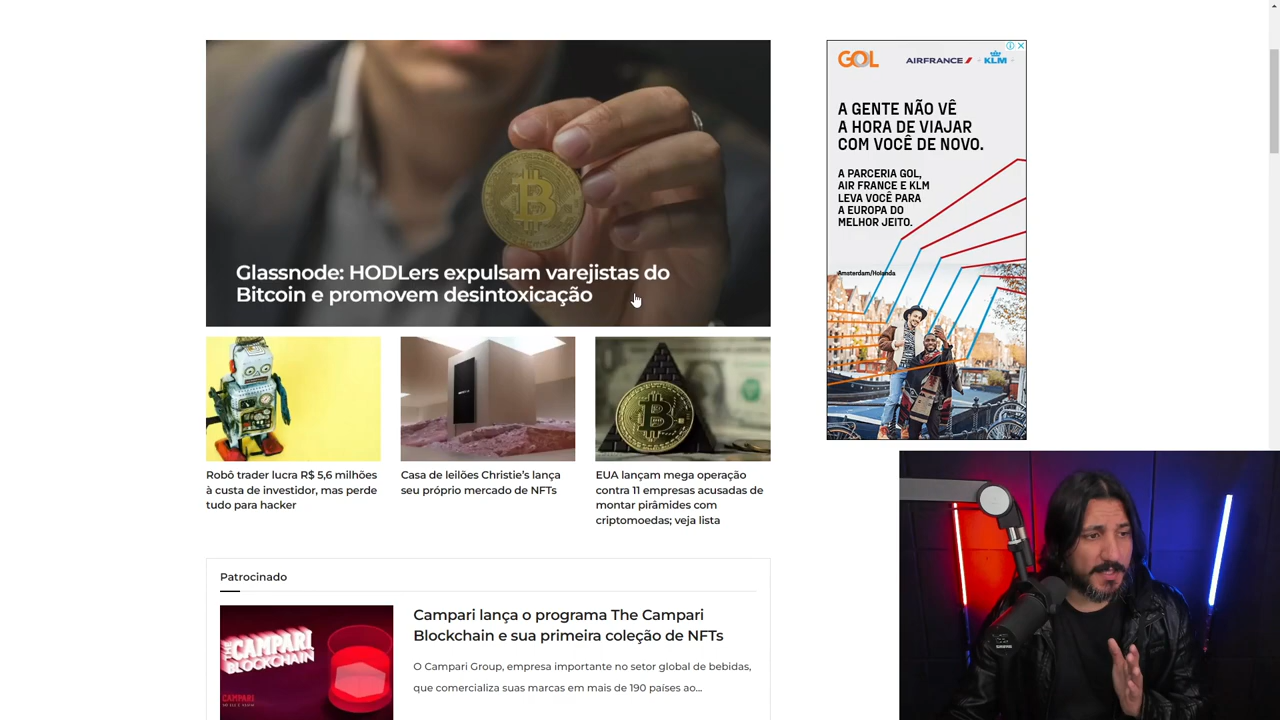 Glassnode: HODLers expulsam varejistas do
Bitcoin e promovem desintoxicação
Robô trader lucra R$ 5,6 milhões
à custa de investidor, mas perde
tudo para hacker
Casa de leilões Christie’s lança
seu próprio mercado de NFTs
EUA lançam mega operação
contra 11 empresas acusadas de
montar pirâmides com
criptomoedas; veja lista
Patrocinado
THE
CAMPARI
BLOCKCHAIN
CAMPARI
Campari lança o programa The Campari
Blockchain e sua primeira coleção de NFTs
O Campari Group, empresa importante no setor global de bebidas,
que comercializa suas marcas em mais de 190 países ao...
GOL AIRFRANCE KLM
A GENTE NÃO VÊ
A HORA DE VIAJAR
COM VOCÊ DE NOVO.
A PARCERIA GOL,
AIR FRANCE E KLM
LEVA VOCÊ PARA
A EUROPA DO
MELHOR JEITO.
Amsterdam/Holanda